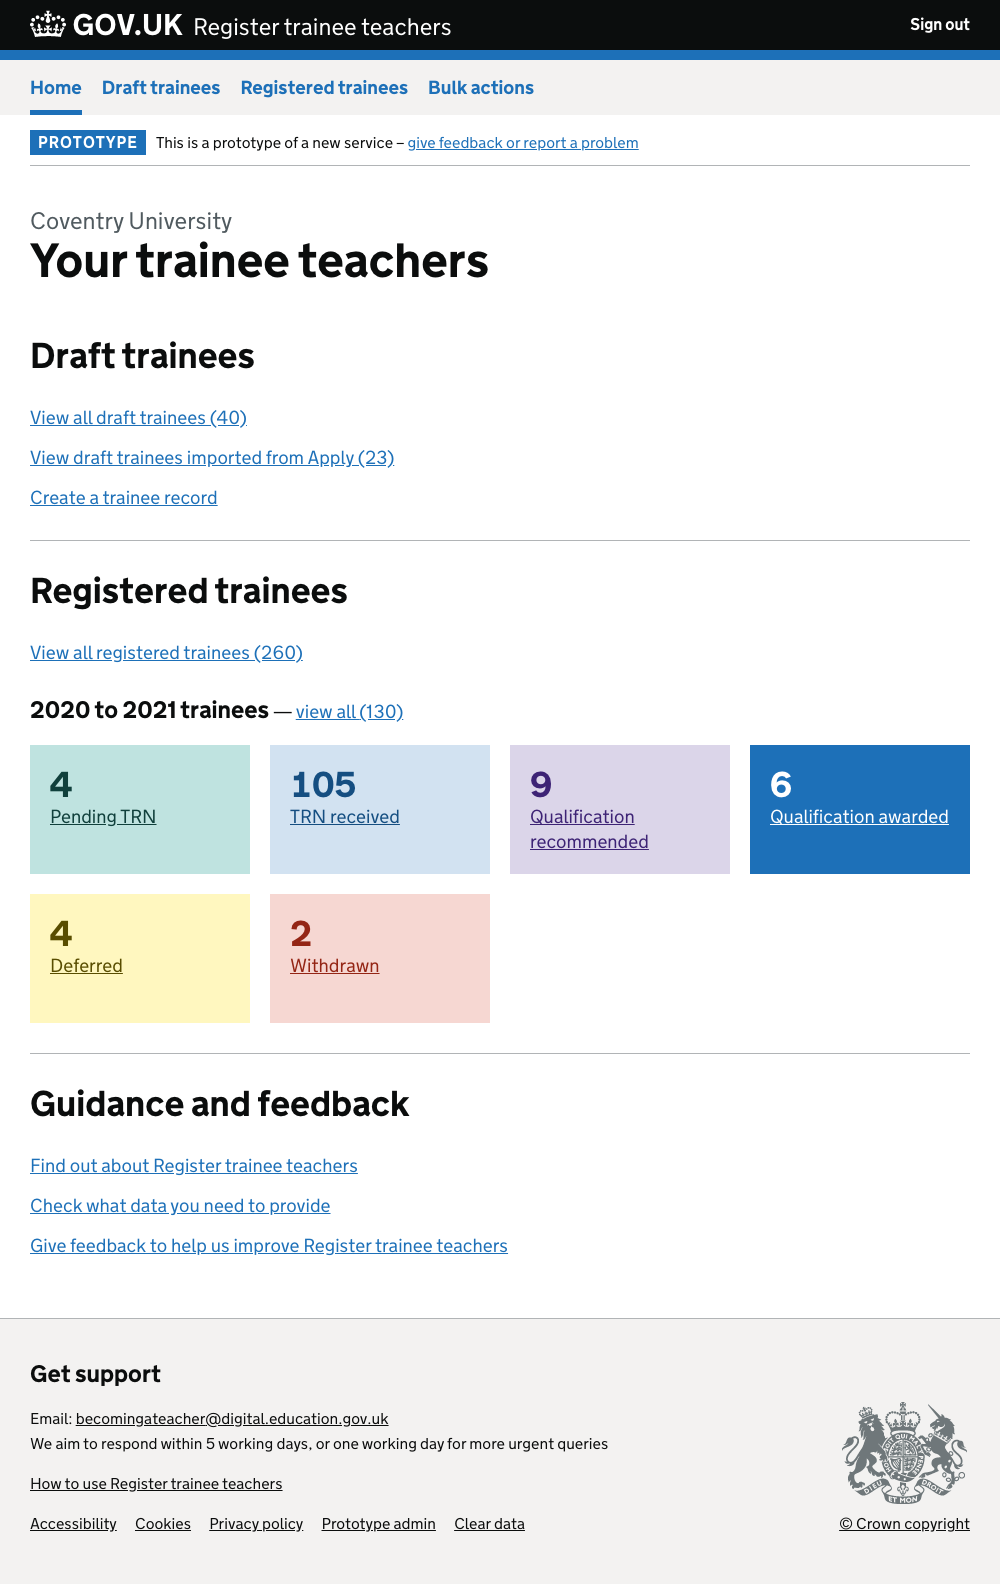 GOV.UK Register trainee teachers Sign out
Home Draft trainees Registered trainees Bulk actions
PROTOTYPE This is a prototype of a new service – give feedback or report a problem
Coventry University
Your trainee teachers
Draft trainees
View all draft trainees (40)
View draft trainees imported from Apply (23)
Create a trainee record
Registered trainees
View all registered trainees (260)
2020 to 2021 trainees — view all (130)
4
Pending TRN
105
TRN received
9
Qualification
recommended
6
Qualification awarded
4
Deferred
2
Withdrawn
Guidance and feedback
Find out about Register trainee teachers
Check what data you need to provide
Give feedback to help us improve Register trainee teachers
Get support
Email: becomingateacher@digital.education.gov.uk
We aim to respond within 5 working days, or one working day for more urgent queries
How to use Register trainee teachers
Accessibility Cookies Privacy policy Prototype admin Clear data
DIEU ET MON DROIT
© Crown copyright